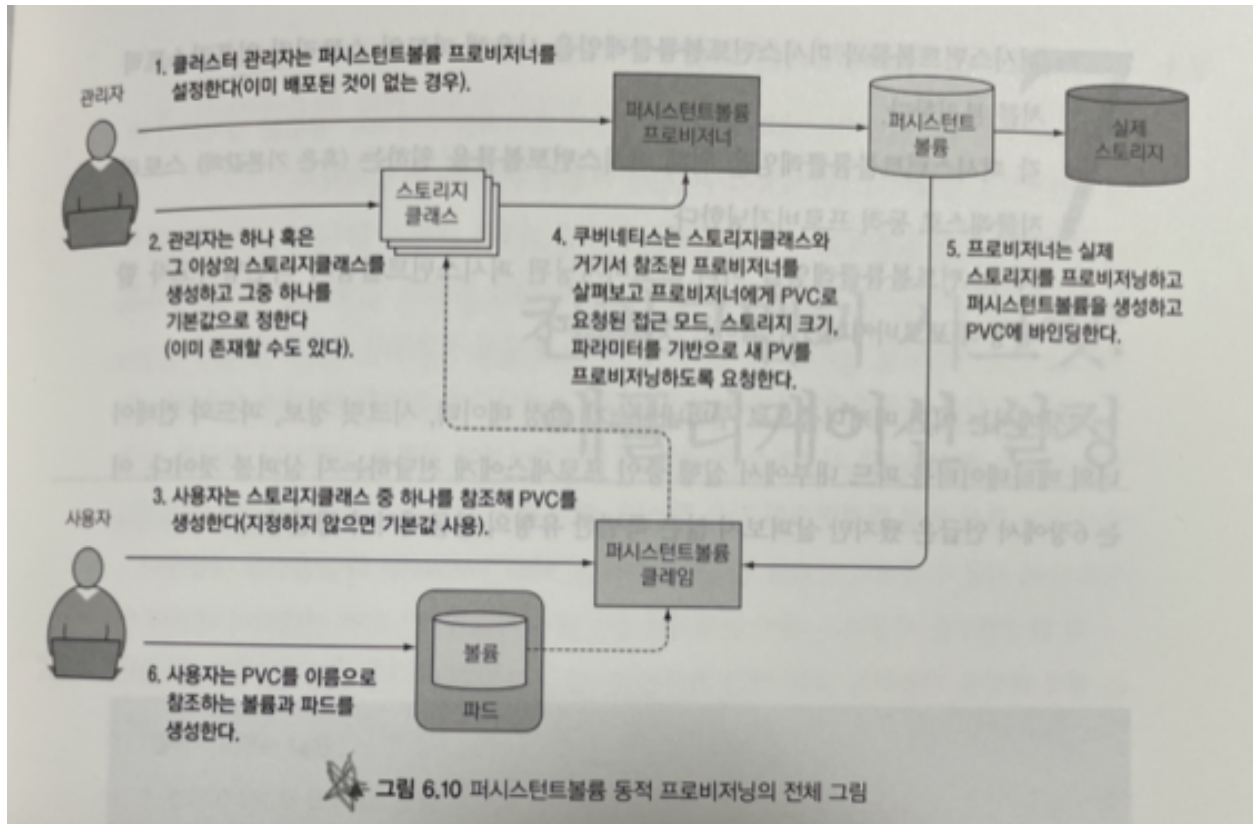 1. 클러스터 관리자는 퍼시스턴트볼륨 프로비저너를
설정한다(이미 배포된 것이 없는 경우).
관리자
퍼시스턴트볼륨
프로비저너
퍼시스턴트
볼륨
실제
스토리지
스토리지
클래스
2. 관리자는 하나 혹은
그 이상의 스토리지클래스를
생성하고 그중 하나를
기본값으로 정한다
(이미 존재할 수도 있다).
4. 쿠버네티스는 스토리지클래스와
거기서 참조된 프로비저너를
살펴보고 프로비저너에게 PVC로
요청된 접근 모드, 스토리지 크기,
파라미터를 기반으로 새 PV를
프로비저닝하도록 요청한다.
5. 프로비저너는 실제
스토리지를 프로비저닝하고
퍼시스턴트볼륨을 생성하고
PVC에 바인딩한다.
3. 사용자는 스토리지클래스 중 하나를 참조해 PVC를
생성한다(지정하지 않으면 기본값 사용).
사용자
퍼시스턴트볼륨
클레임
볼륨
파드
6. 사용자는 PVC를 이름으로
참조하는 볼륨과 파드를
생성한다.
그림 6.10 퍼시스턴트볼륨 동적 프로비저닝의 전체 그림